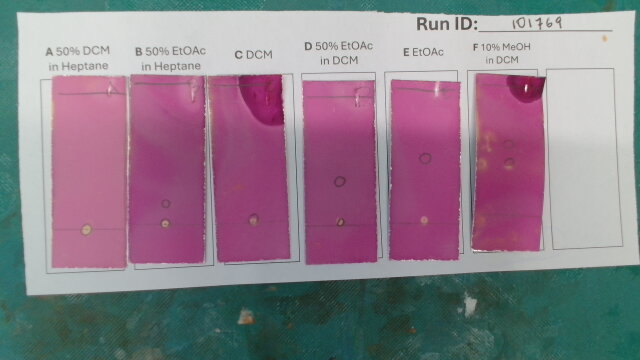 Run ID: 101769
A 50% DCM
in Heptane
B 50% EtOAc
in Heptane
C DCM
D 50% EtOAc
in DCM
E EtOAc
F 10% MeOH
in DCM